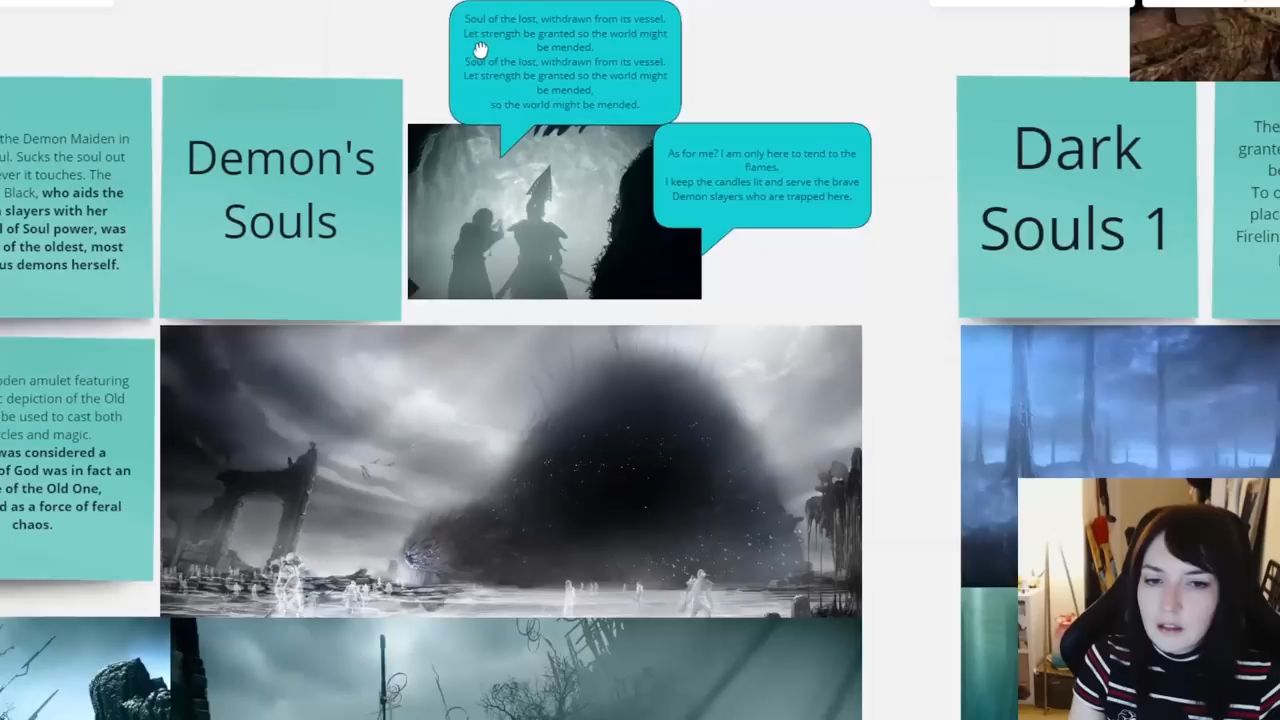 Soul of the lost, withdrawn from its vessel.
Let strength be granted so the world might
be mended.
Soul of the lost, withdrawn from its vessel.
Let strength be granted so the world might
be mended,
so the world might be mended.
the Demon Maiden in
Sucks the soul out
ever it touches. The
Black, who aids the
slayers with her
of Soul power, was
of the oldest, most
demons herself.
Demon's
Souls
As for me? I am only here to tend to the
flames.
I keep the candles lit and serve the brave
Demon slayers who are trapped here.
Dark
Souls 1
The
grante
be
To
plac
Firelin
amulet featuring
depiction of the Old
be used to cast both
and magic.
was considered a
of God was in fact an
of the Old One,
as a force of feral
chaos.